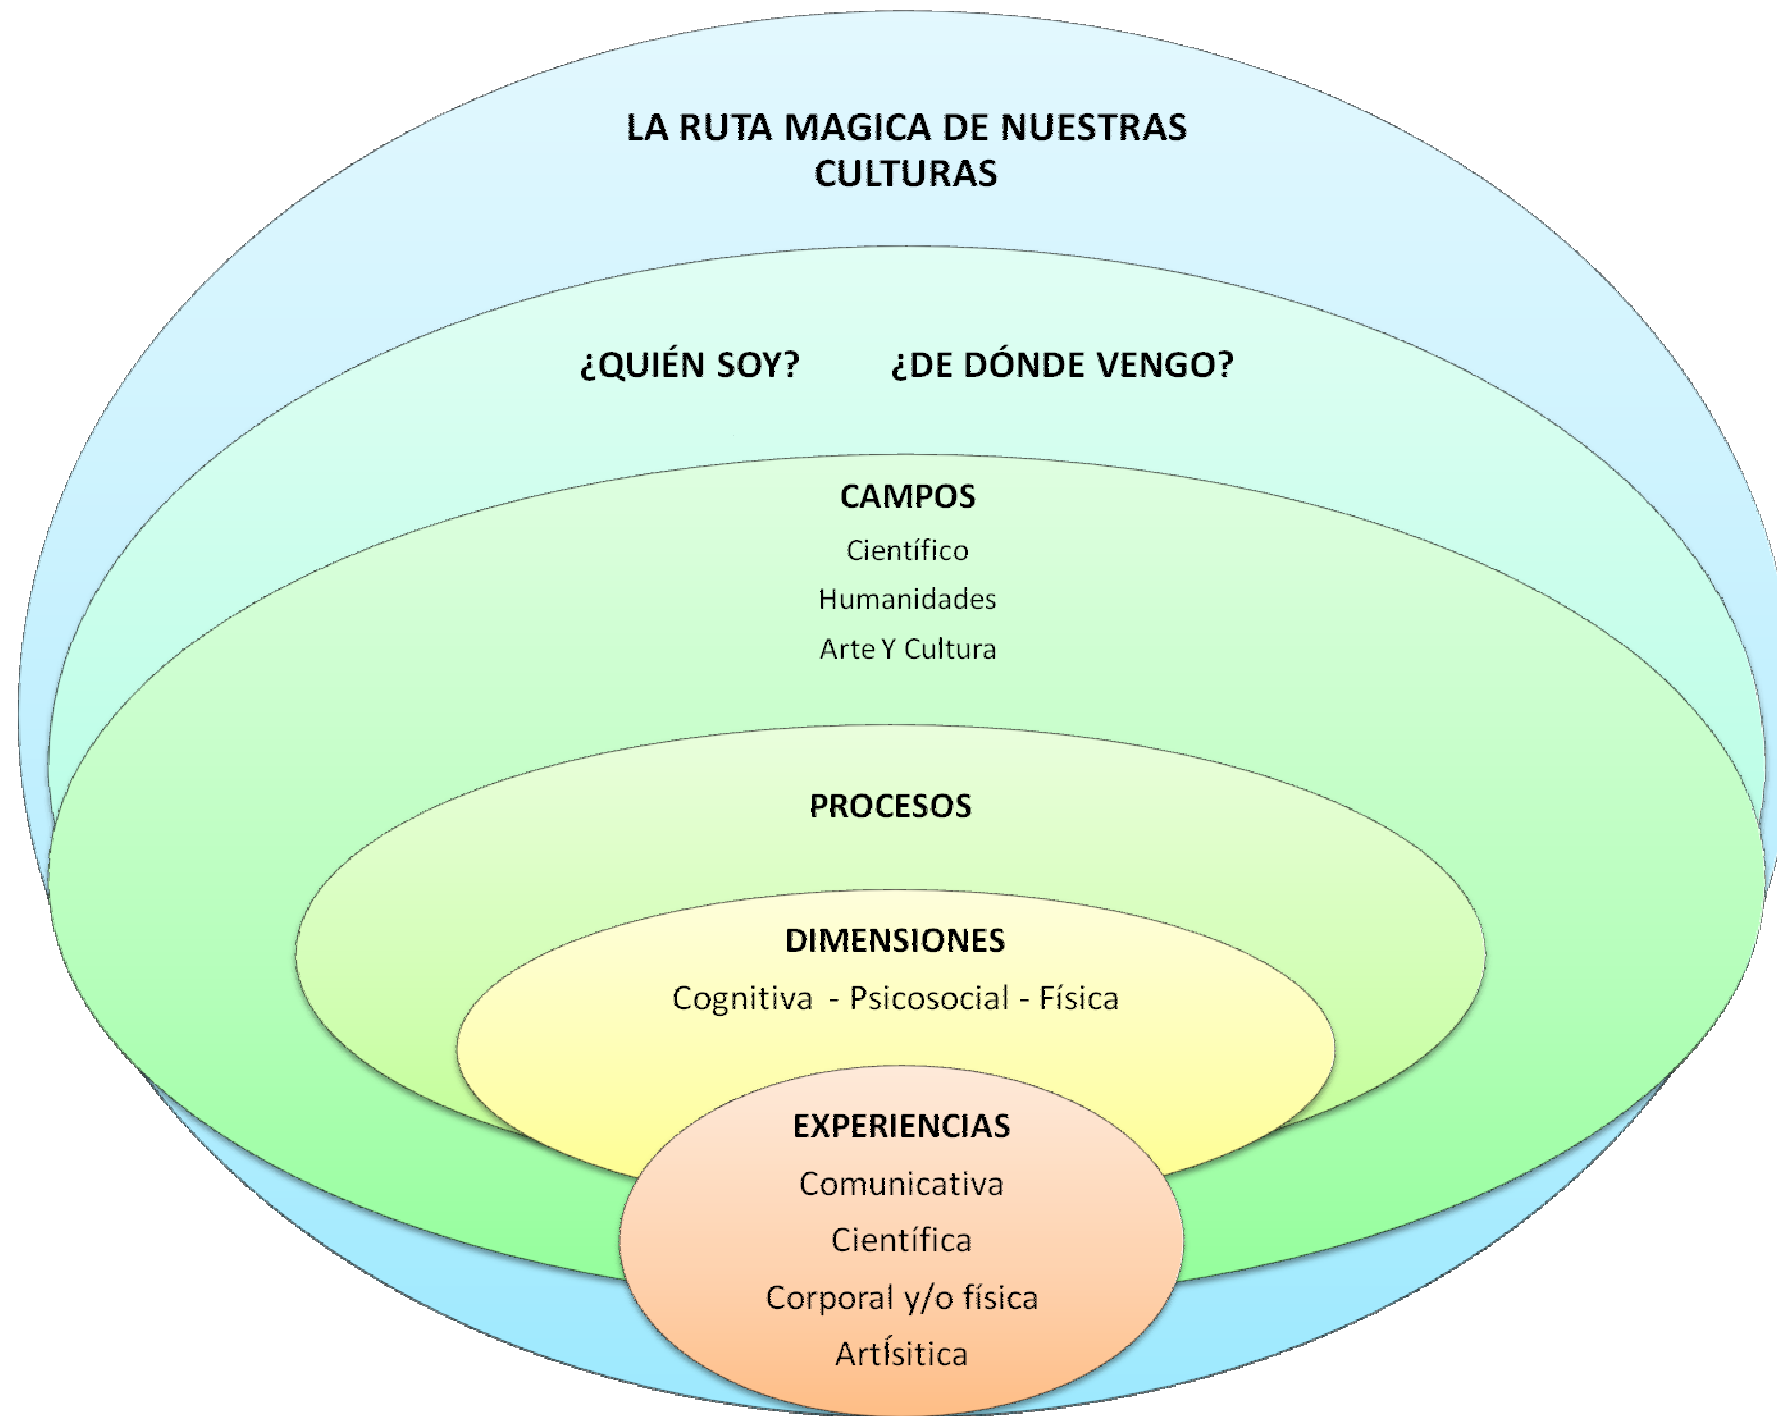 LA RUTA MAGICA DE NUESTRAS
CULTURAS
¿QUIÉN SOY? ¿DE DÓNDE VENGO?
CAMPOS
Científico
Humanidades
Arte Y Cultura
PROCESOS
DIMENSIONES
Cognitiva - Psicosocial - Física
EXPERIENCIAS
Comunicativa
Científica
Corporal y/o física
ArtÍsitica